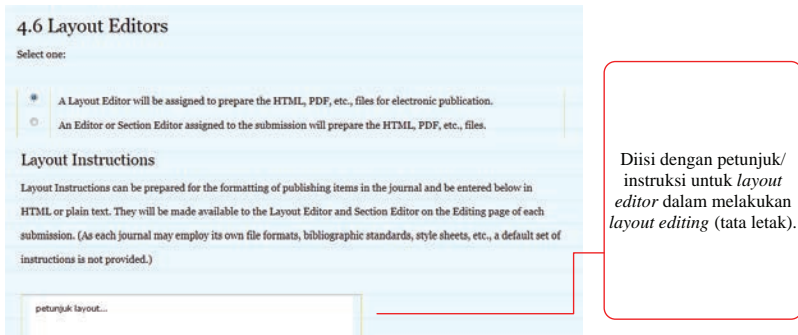 4.6 Layout Editors
Select one:
A Layout Editor will be assigned to prepare the HTML, PDF, etc., files for electronic publication.
An Editor or Section Editor assigned to the submission will prepare the HTML, PDF, etc., files.
Layout Instructions
Layout Instructions can be prepared for the formatting of publishing items in the journal and be entered below in
HTML or plain text. They will be made available to the Layout Editor and Section Editor on the Editing page of each
submission. (As each journal may employ its own file formats, bibliographic standards, style sheets, etc., a default set of
instructions is not provided.)
petunjuk layout...
Diisi dengan petunjuk/
instruksi untuk layout
editor dalam melakukan
layout editing (tata letak).